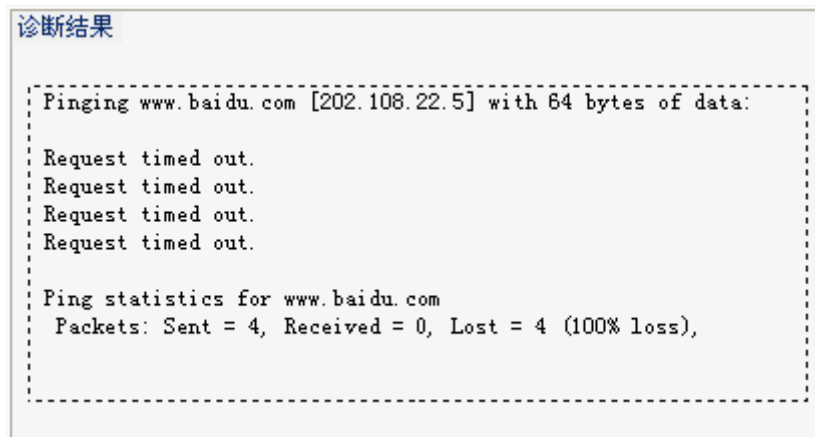 诊断结果
Pinging www.baidu.com [202.108.22.5] with 64 bytes of data:
Request timed out.
Request timed out.
Request timed out.
Request timed out.
Ping statistics for www.baidu.com
Packets: Sent = 4, Received = 0, Lost = 4 (100% loss),